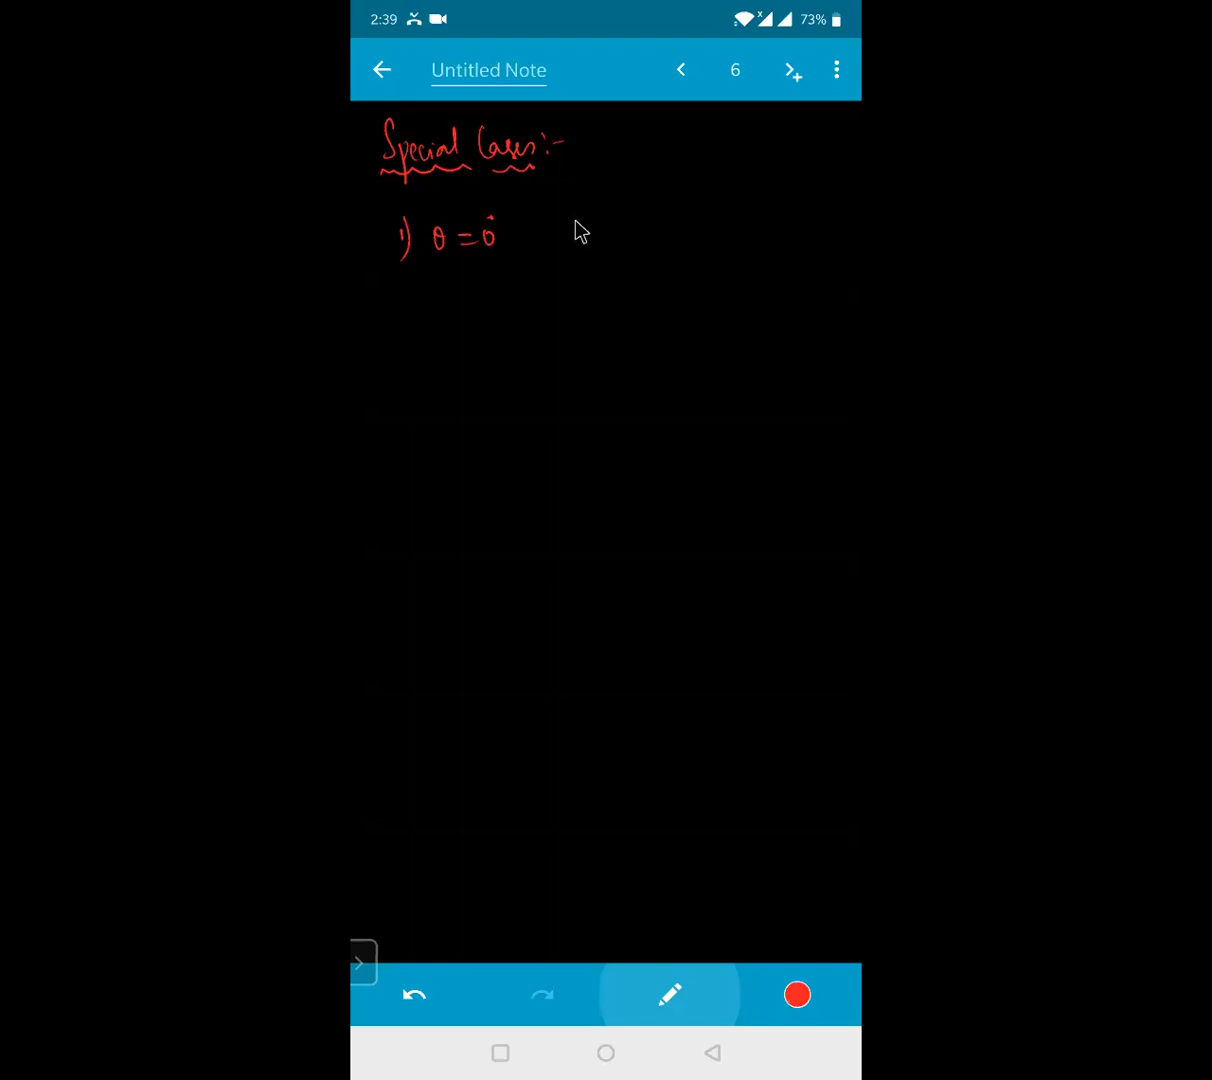 2:39 73%
Untitled Note 6
Special Cases:-
1) θ = 0°